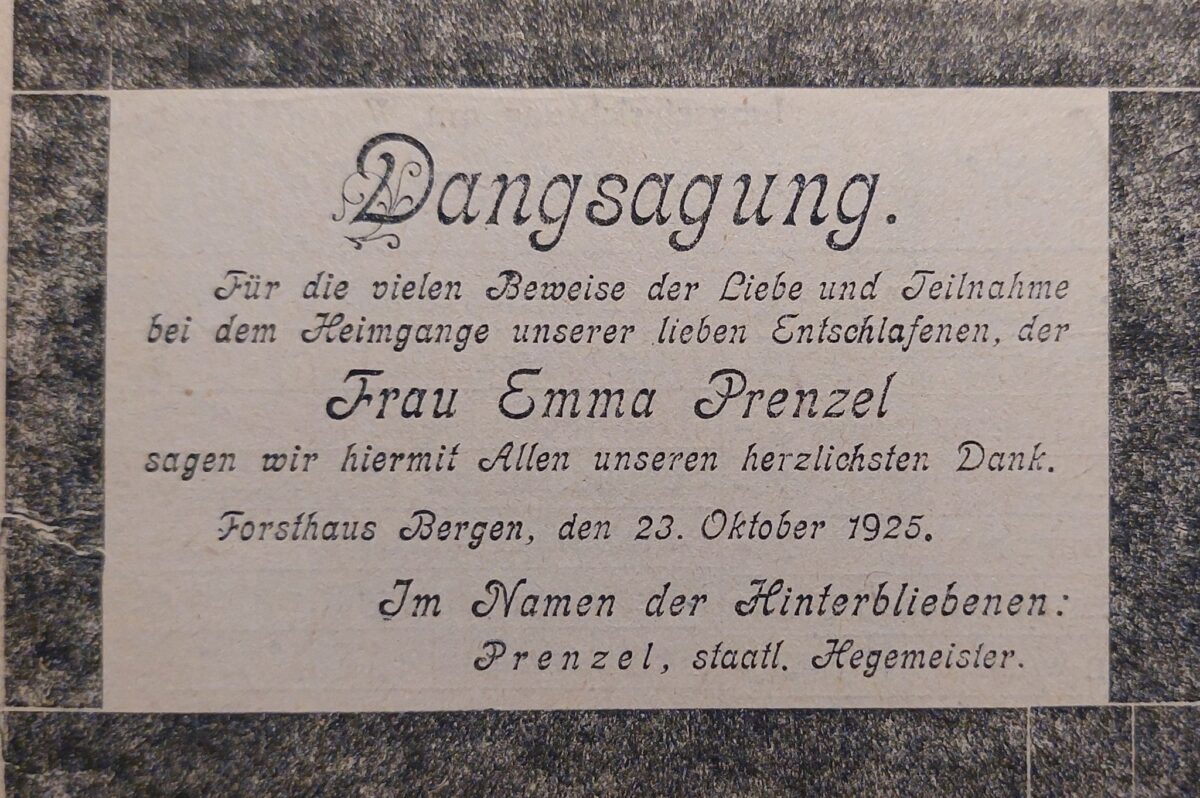 Dangsagung.
Für die vielen Beweise der Liebe und Teilnahme
bei dem Heimgange unserer lieben Entschlafenen, der
Frau Emma Prenzel
sagen wir hiermit Allen unseren herzlichsten Dank.
Forsthaus Bergen, den 23. Oktober 1925.
Im Namen der Hinterbliebenen:
Prenzel, staatl. Hegemeister.